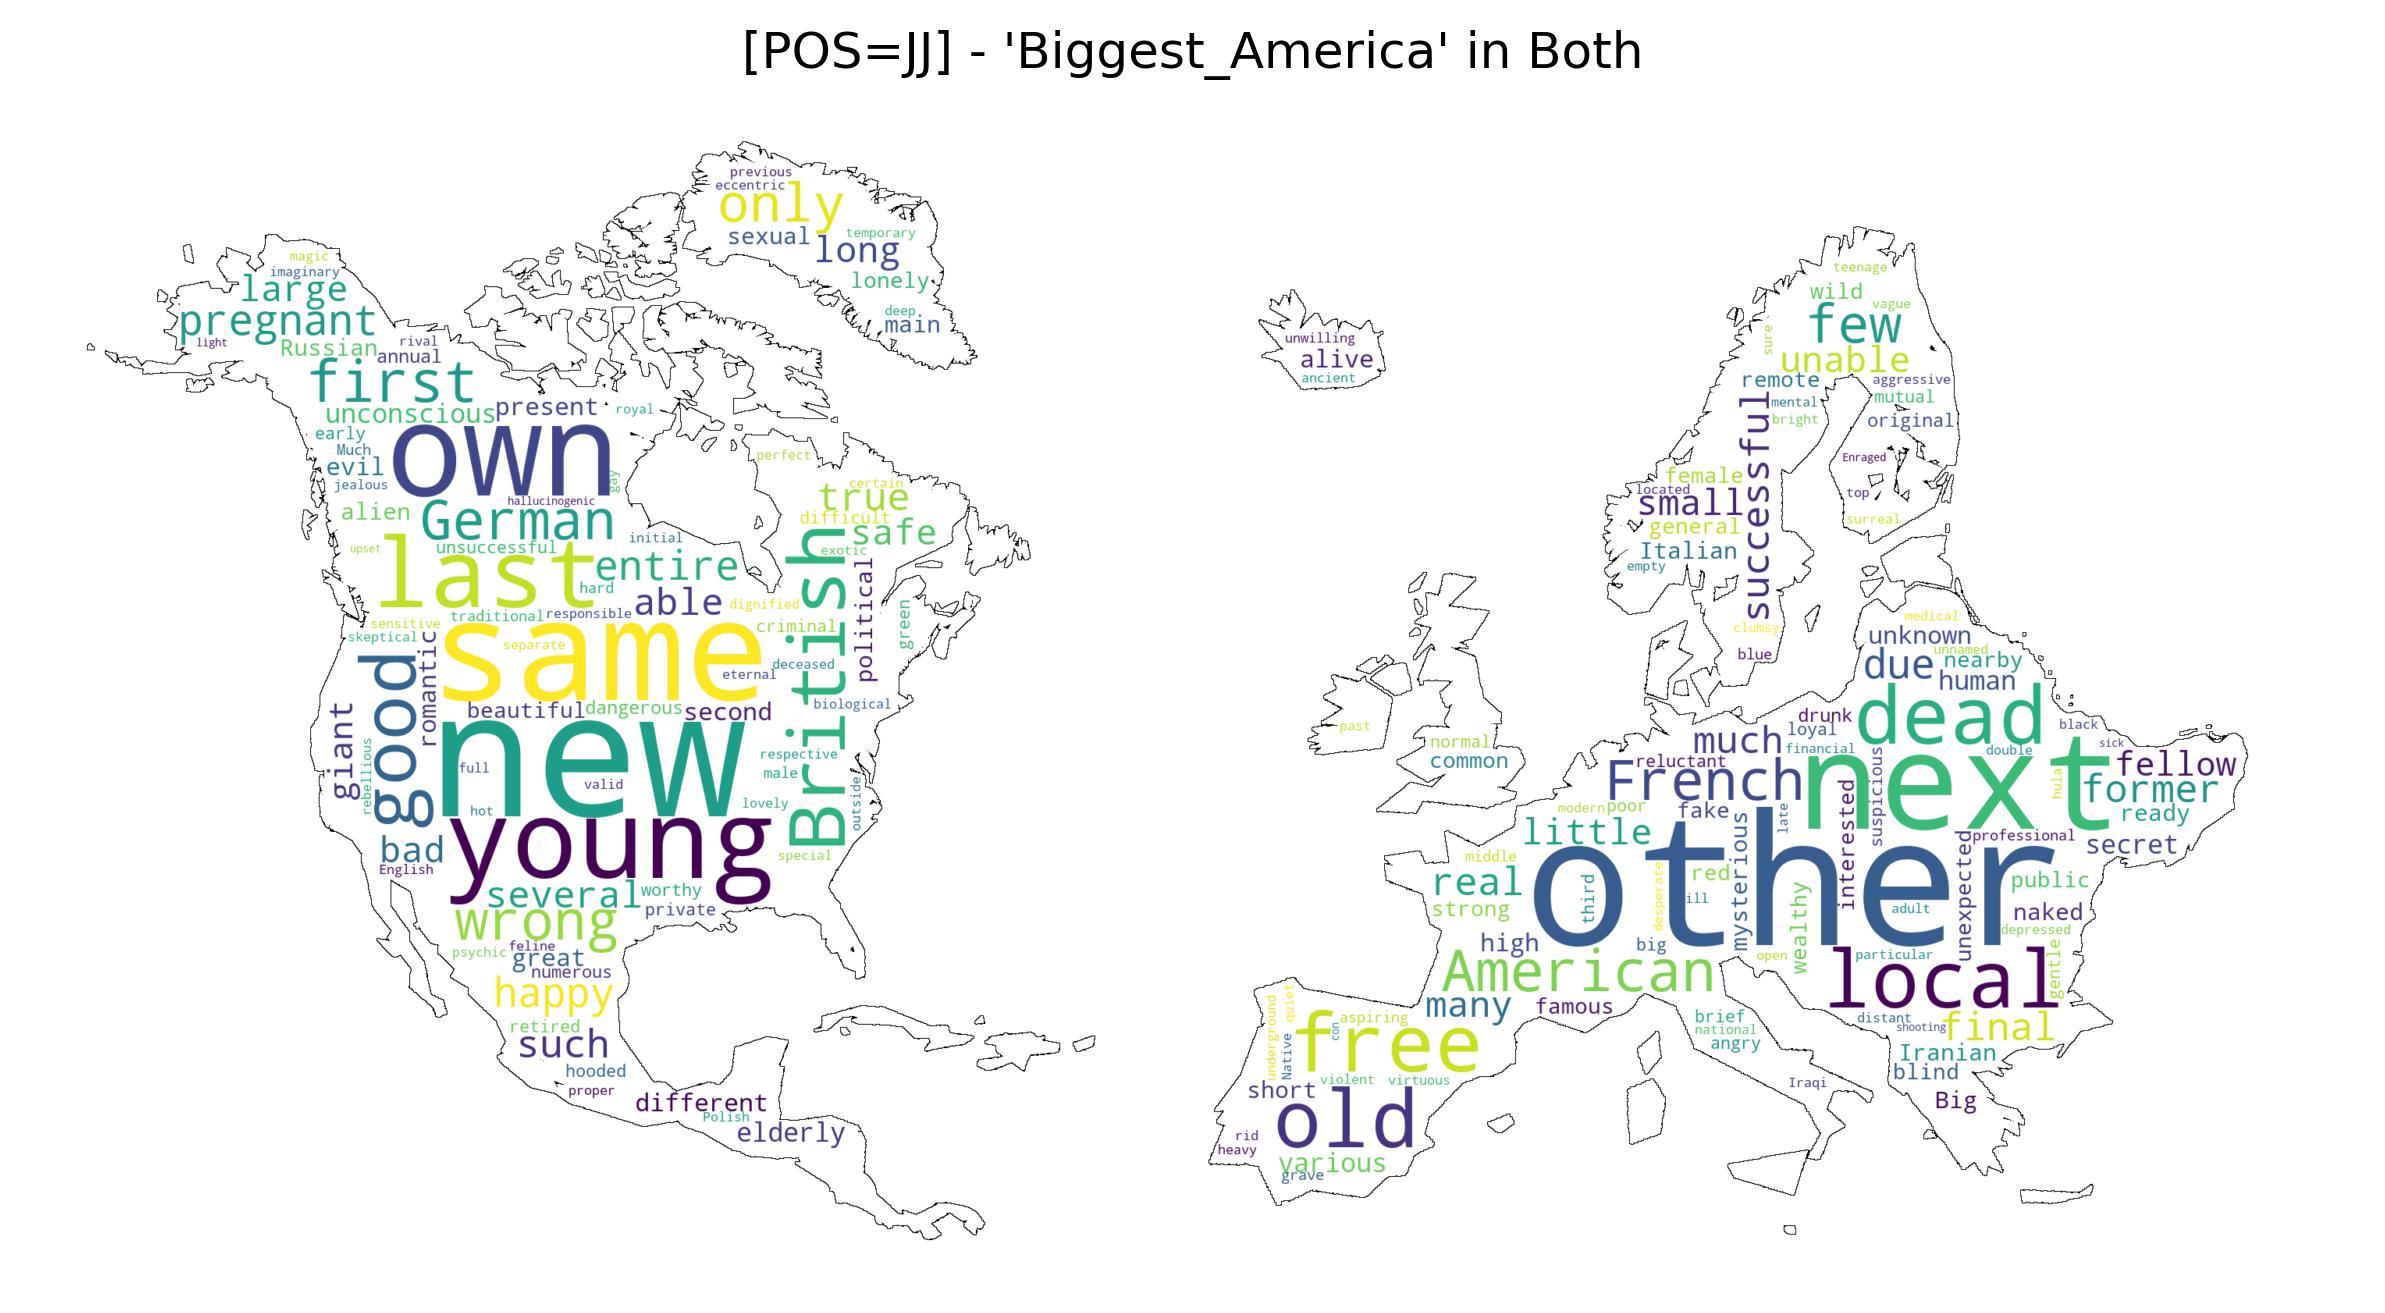 [POS=JJ] - 'Biggest_America' in Both
previous
eccentric
only
sexual
long
temporary
lonely
deep
main
magic
imaginary
large
pregnant
light
Russian
rival
annual
first
unconscious
present
royal
early
Much
own
evil
jealous
gay
hallucinogenic
alien
German
perfect
certain
true
difficult
safe
exotic
upset
unsuccessful
initial
last
entire
hard
able
dignified
traditional
responsible
sensitive
skeptical
criminal
political
green
British
same
separate
romantic
deceased
eternal
good
biological
beautiful
dangerous
second
giant
new
full
valid
hot
respective
male
lovely
rebellious
outside
special
young
bad
English
several
worthy
private
wrong
psychic
feline
great
numerous
happy
retired
such
hooded
proper
different
Polish
elderly
unwilling
alive
ancient
teenage
wild
vague
few
sure
unable
remote
aggressive
mental
mutual
bright
original
successful
Enraged
top
surreal
female
located
small
general
Italian
empty
clumsy
blue
past
normal
common
medical
unknown
unnamed
due
nearby
human
dead
drunk
loyal
much
financial
black
sick
double
reluctant
French
next
fellow
former
hula
ready
suspicious
interested
modern
poor
fake
late
little
mysterious
professional
secret
unexpected
other
middle
real
strong
third
desperate
red
ill
wealthy
adult
public
naked
depressed
gentle
high
big
open
particular
American
local
many
famous
underground
quiet
Native
con
aspiring
free
violent
virtuous
short
old
rid
heavy
various
grave
brief
national
angry
Iraqi
distant
shooting
final
Iranian
blind
Big